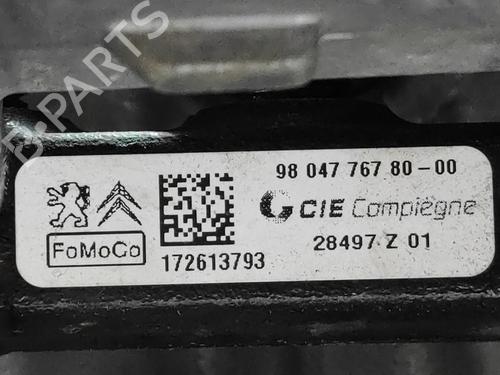 B-PARTS
98 047 767 80-00
CIE Compiègne
28497 Z 01
FoMoCo
172613793